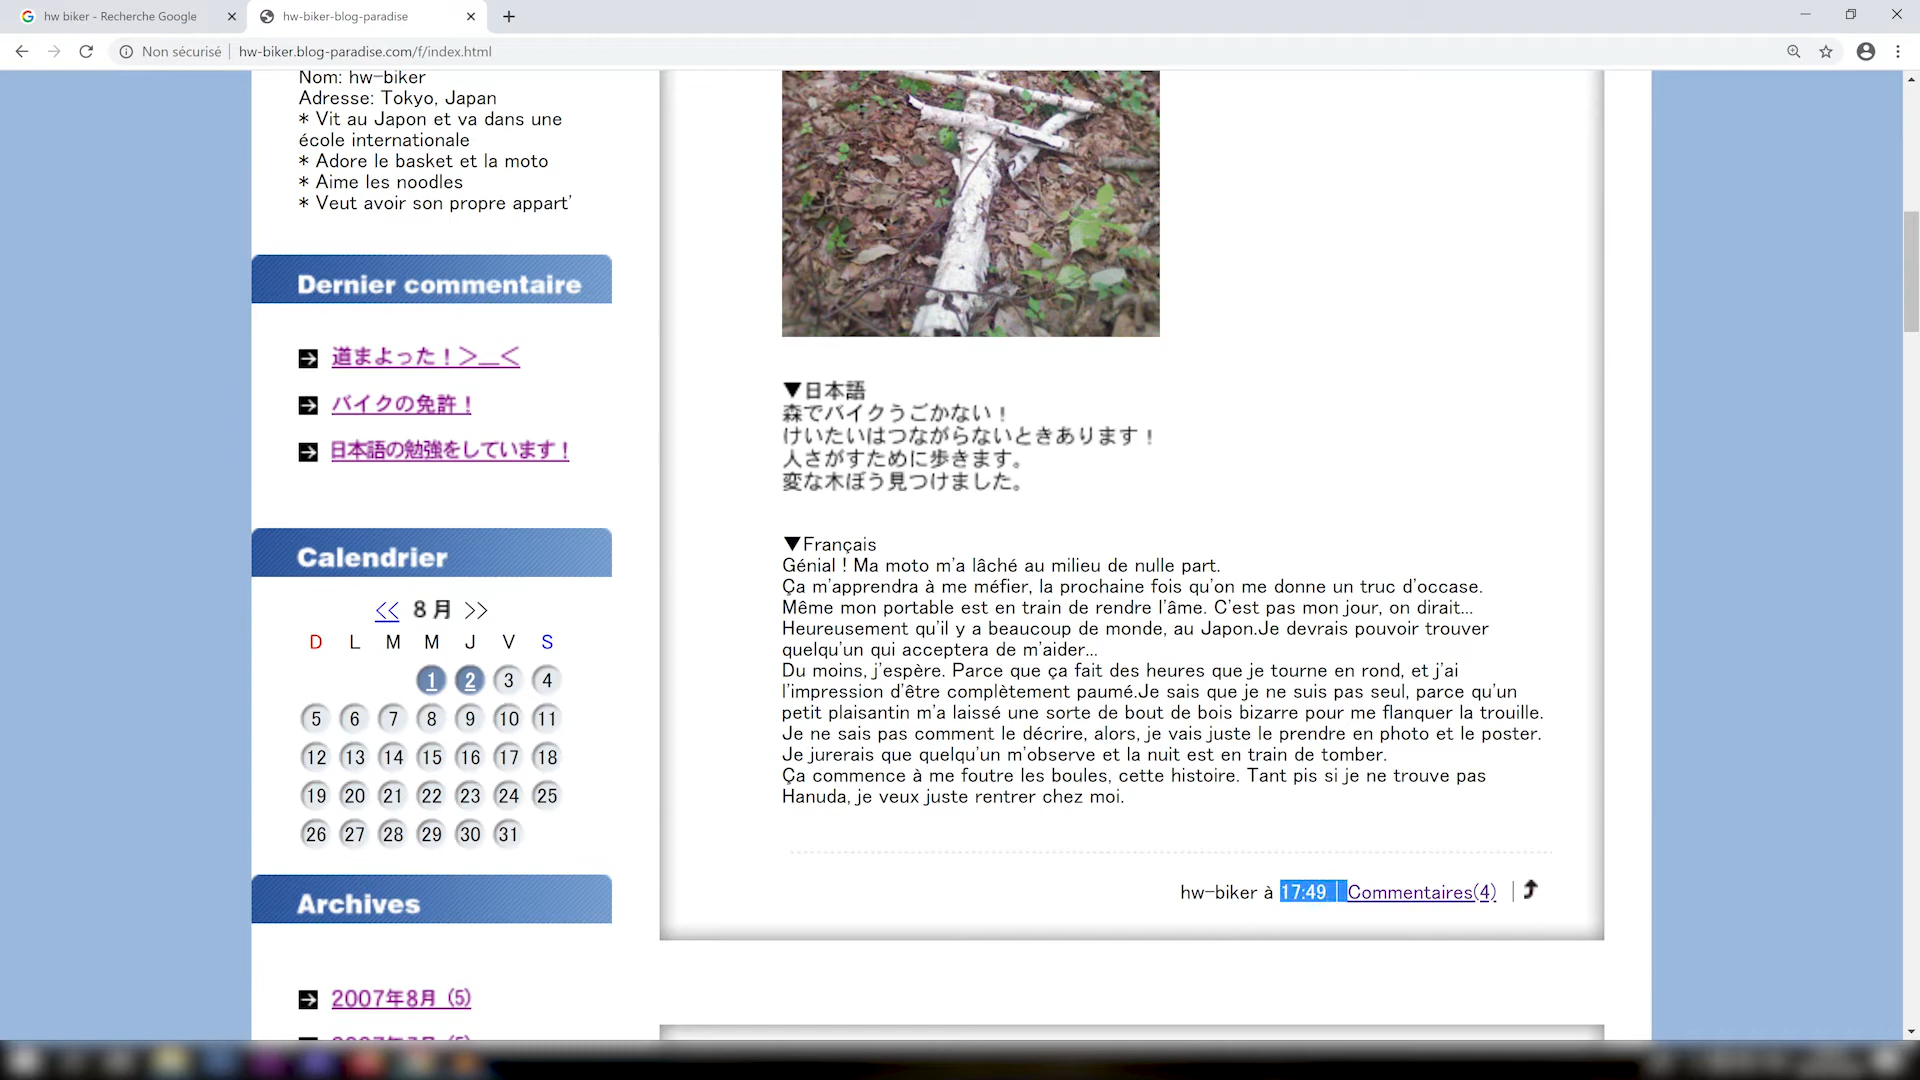 hw biker - Recherche Google
hw-biker-blog-paradise
Non sécurisé
hw-biker.blog-paradise.com/f/index.html
Nom: hw-biker
Adresse: Tokyo, Japan
* Vit au Japon et va dans une
école internationale
* Adore le basket et la moto
* Aime les noodles
* Veut avoir son propre appart'
Dernier commentaire
道まよった！＞＿＜
バイクの免許！
日本語の勉強をしています！
Calendrier
<< 8月 >>
D L M M J V S
1 2 3 4
5 6 7 8 9 10 11
12 13 14 15 16 17 18
19 20 21 22 23 24 25
26 27 28 29 30 31
Archives
2007年8月 (5)
▼日本語
森でバイクうごかない！
けいたいはつながらないときあります！
人さがすために歩きます。
変な木ぼう見つけました。
▼Français
Génial ! Ma moto m'a lâché au milieu de nulle part.
Ça m'apprendra à me méfier, la prochaine fois qu'on me donne un truc d'occase.
Même mon portable est en train de rendre l'âme. C'est pas mon jour, on dirait...
Heureusement qu'il y a beaucoup de monde, au Japon.Je devrais pouvoir trouver
quelqu'un qui acceptera de m'aider...
Du moins, j'espère. Parce que ça fait des heures que je tourne en rond, et j'ai
l'impression d'être complètement paumé.Je sais que je ne suis pas seul, parce qu'un
petit plaisantin m'a laissé une sorte de bout de bois bizarre pour me flanquer la trouille.
Je ne sais pas comment le décrire, alors, je vais juste le prendre en photo et le poster.
Je jurerais que quelqu'un m'observe et la nuit est en train de tomber.
Ça commence à me foutre les boules, cette histoire. Tant pis si je ne trouve pas
Hanuda, je veux juste rentrer chez moi.
hw-biker à 17:49 | Commentaires(4) |